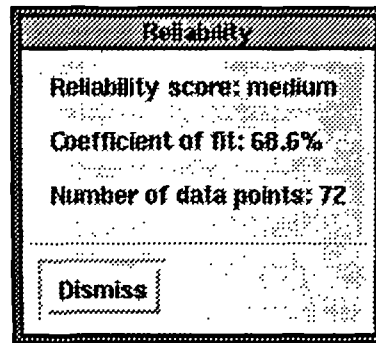 Reliability
Reliability score: medium
Coefficient of fit: 68.6%
Number of data points: 72
Dismiss